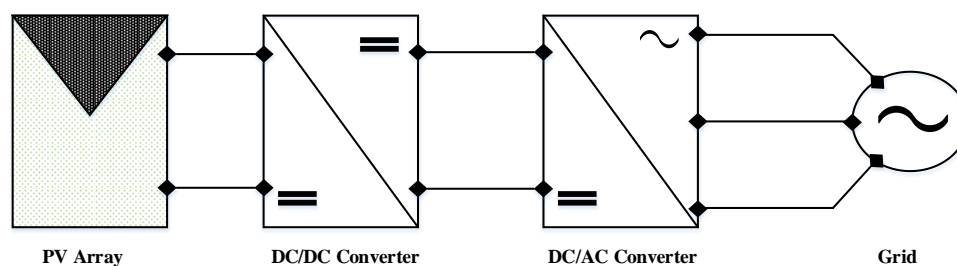 PV Array
DC/DC Converter
DC/AC Converter
Grid